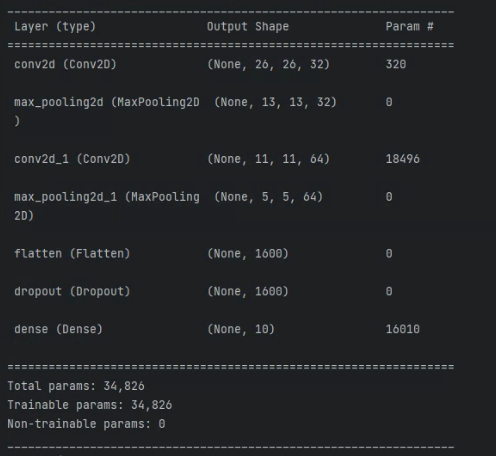 _________________________________________________________________
 Layer (type)                Output Shape              Param #
=================================================================
 conv2d (Conv2D)             (None, 26, 26, 32)        320

 max_pooling2d (MaxPooling2D  (None, 13, 13, 32)       0
 )

 conv2d_1 (Conv2D)           (None, 11, 11, 64)        18496

 max_pooling2d_1 (MaxPooling  (None, 5, 5, 64)         0
 2D)

 flatten (Flatten)           (None, 1600)              0

 dropout (Dropout)           (None, 1600)              0

 dense (Dense)               (None, 10)                16010

=================================================================
Total params: 34,826
Trainable params: 34,826
Non-trainable params: 0
_________________________________________________________________